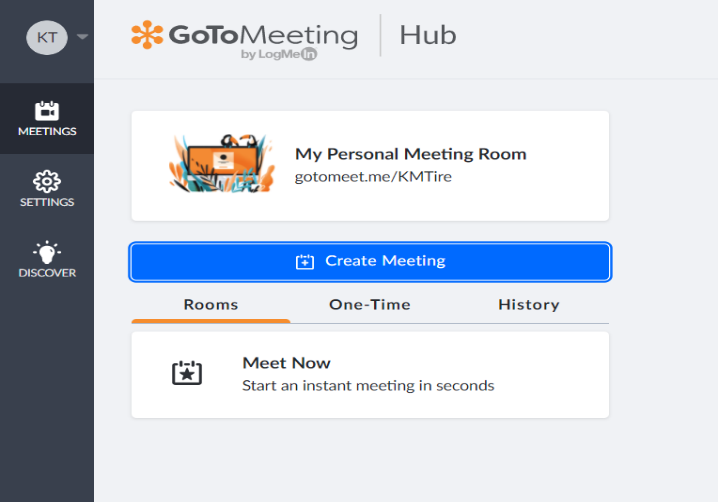 KT
GoToMeeting
by LogMein
Hub
MEETINGS
SETTINGS
DISCOVER
My Personal Meeting Room
gotomeet.me/KMTire
Create Meeting
Rooms
One-Time
History
Meet Now
Start an instant meeting in seconds